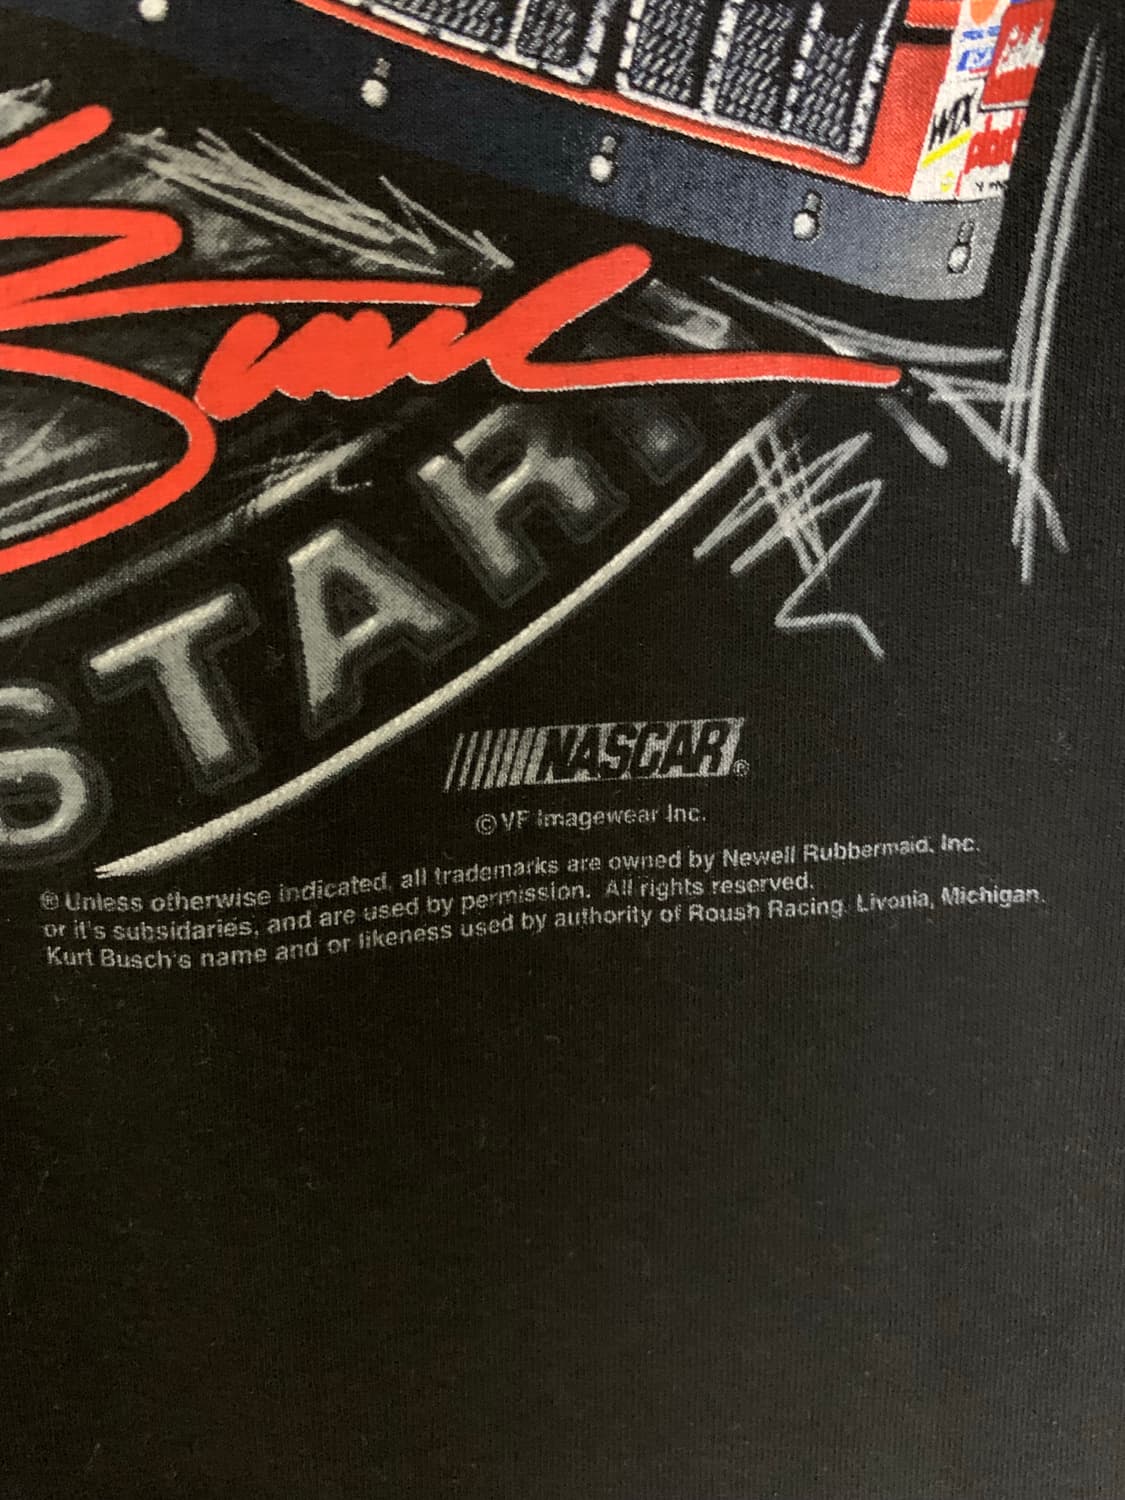 WIX
Busch
STAR
NASCAR®
© VF Imagewear Inc.
® Unless otherwise indicated, all trademarks are owned by Newell Rubbermaid, Inc.
or it's subsidaries, and are used by permission. All rights reserved.
Kurt Busch's name and or likeness used by authority of Roush Racing. Livonia, Michigan.